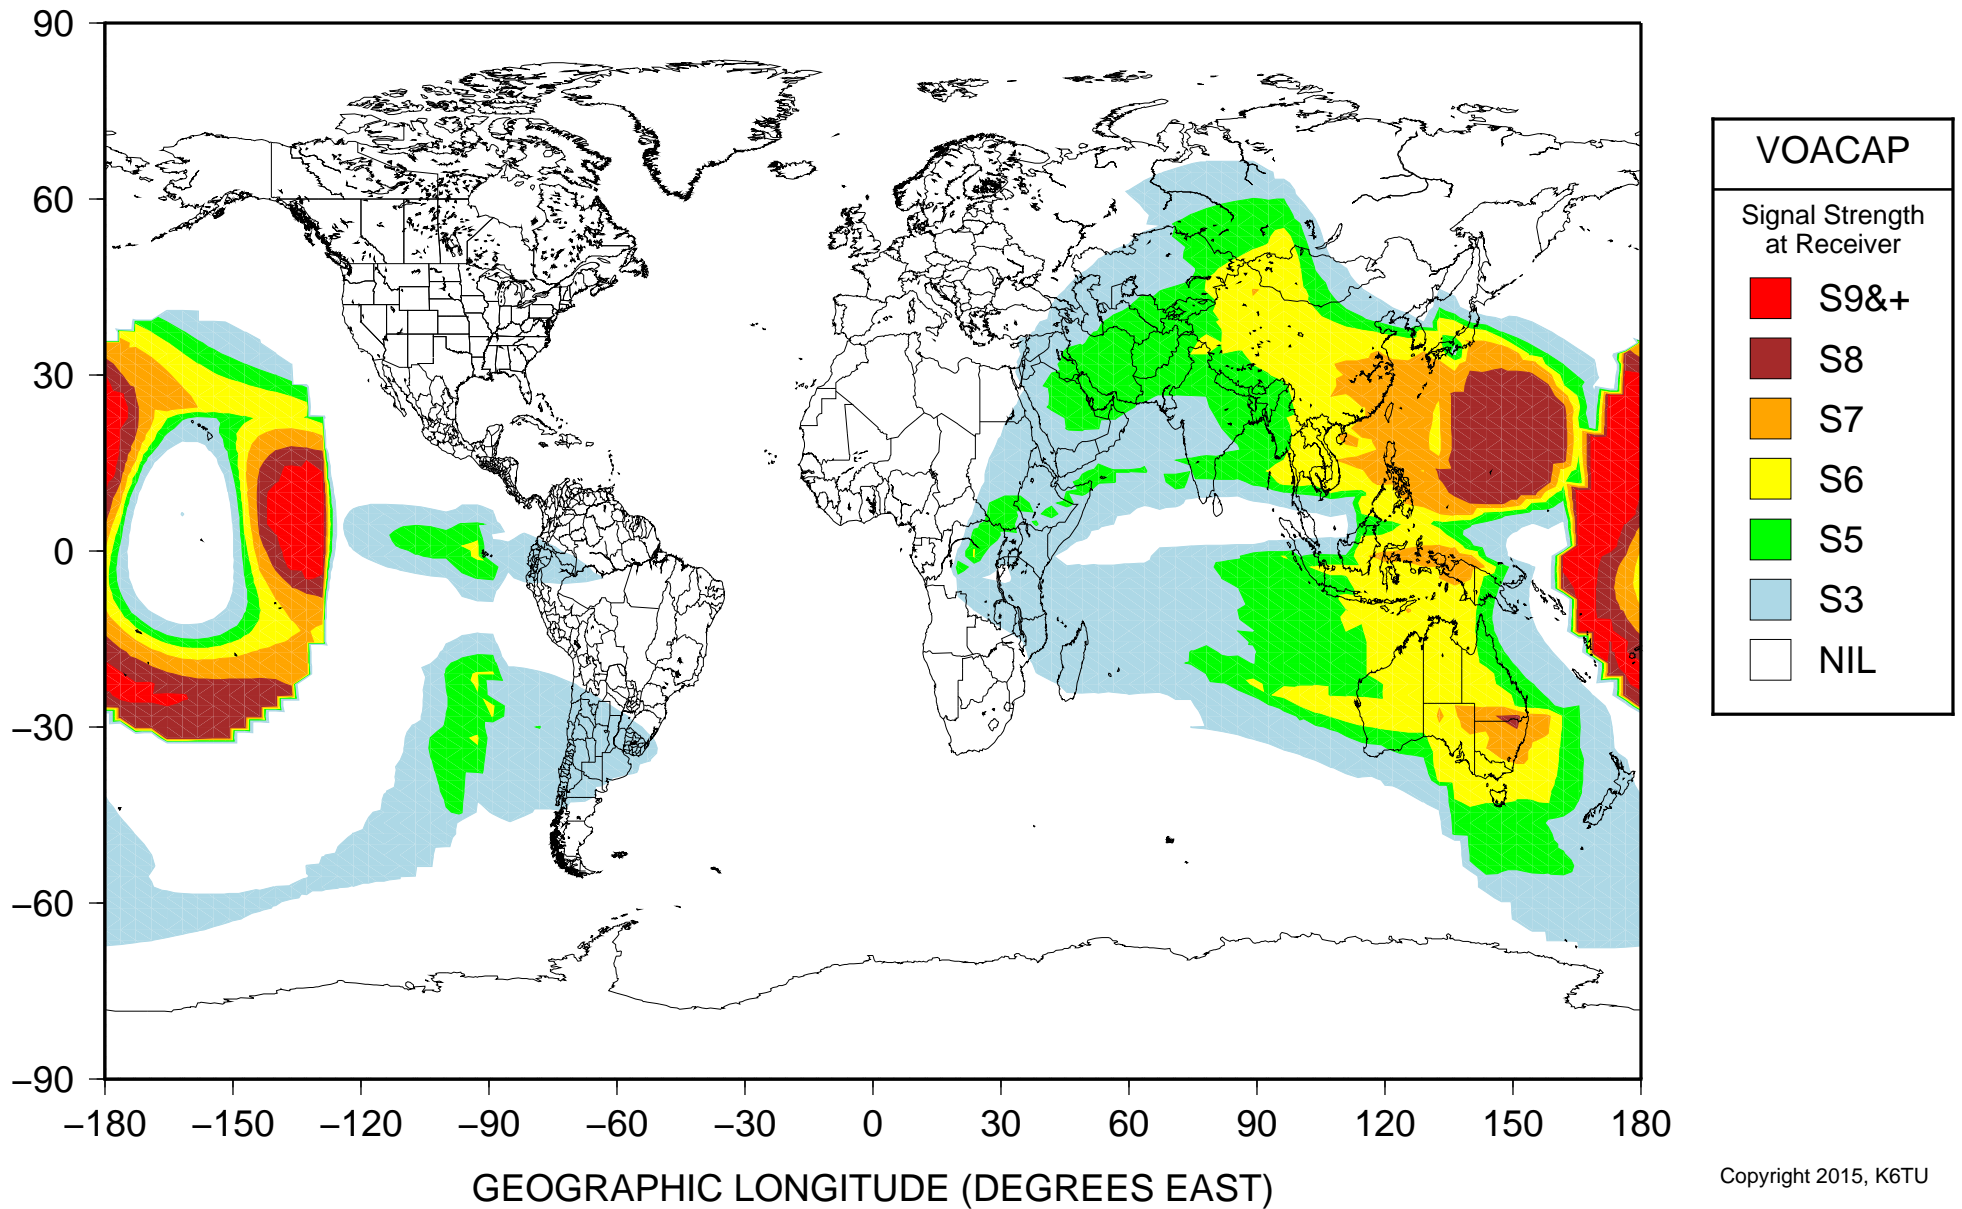 90
60
30
0
−30
−60
−90
−180 −150 −120 −90 −60 −30 0 30 60 90 120 150 180
GEOGRAPHIC LONGITUDE (DEGREES EAST)
VOACAP
Signal Strength
at Receiver
S9&+
S8
S7
S6
S5
S3
NIL
Copyright 2015, K6TU